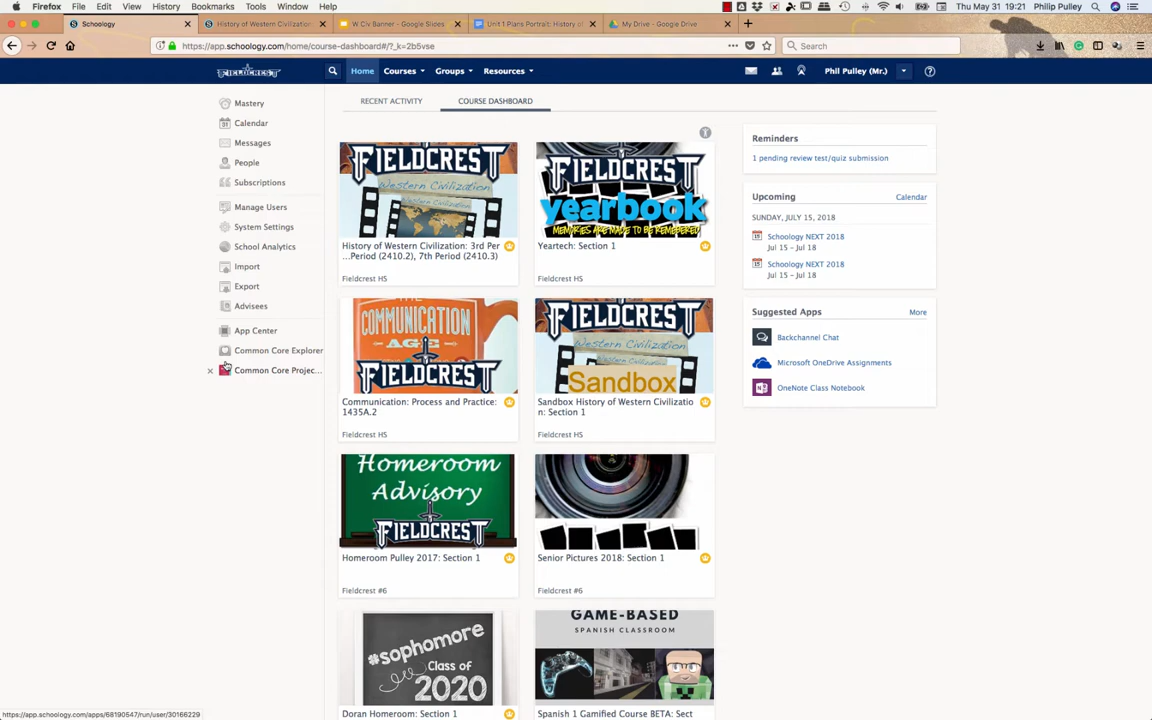 Firefox File Edit View History Bookmarks Tools Window Help Thu May 31 19:21 Philip Pulley
Schoology
History of Western Civilization:
W Civ Banner - Google Slides
Unit 1 Plans Portrait: History of
My Drive - Google Drive
https://app.schoology.com/home/course-dashboard#/?_k=2b5vse
Search
FIELDCREST
Home Courses Groups Resources
Phil Pulley (Mr.)
Mastery
Calendar
Messages
People
Subscriptions
Manage Users
System Settings
School Analytics
Import
Export
Advisees
App Center
Common Core Explorer
Common Core Projec...
RECENT ACTIVITY
COURSE DASHBOARD
FIELDCREST
Western Civilization
Western Civilization
History of Western Civilization: 3rd Per
...Period (2410.2), 7th Period (2410.3)
Fieldcrest HS
FIELDCREST
yearbook
MEMORIES ARE MADE TO BE REMEMBERED
Yeartech: Section 1
Fieldcrest HS
THE
COMMUNICATION
AGE
FIELDCREST
Communication: Process and Practice:
1435A.2
Fieldcrest HS
FIELDCREST
Western Civilization
Sandbox
Sandbox History of Western Civilizatio
n: Section 1
Fieldcrest HS
Homeroom
Advisory
FIELDCREST
Homeroom Pulley 2017: Section 1
Fieldcrest #6
Senior Pictures 2018: Section 1
Fieldcrest #6
#sophomore
Class of
2020
Doran Homeroom: Section 1
GAME-BASED
SPANISH CLASSROOM
Spanish 1 Gamified Course BETA: Sect
Reminders
1 pending review test/quiz submission
Upcoming
Calendar
SUNDAY, JULY 15, 2018
15
Schoology NEXT 2018
Jul 15 - Jul 18
15
Schoology NEXT 2018
Jul 15 - Jul 18
Suggested Apps
More
Backchannel Chat
Microsoft OneDrive Assignments
OneNote Class Notebook
https://app.schoology.com/apps/68190547/run/user/30166229